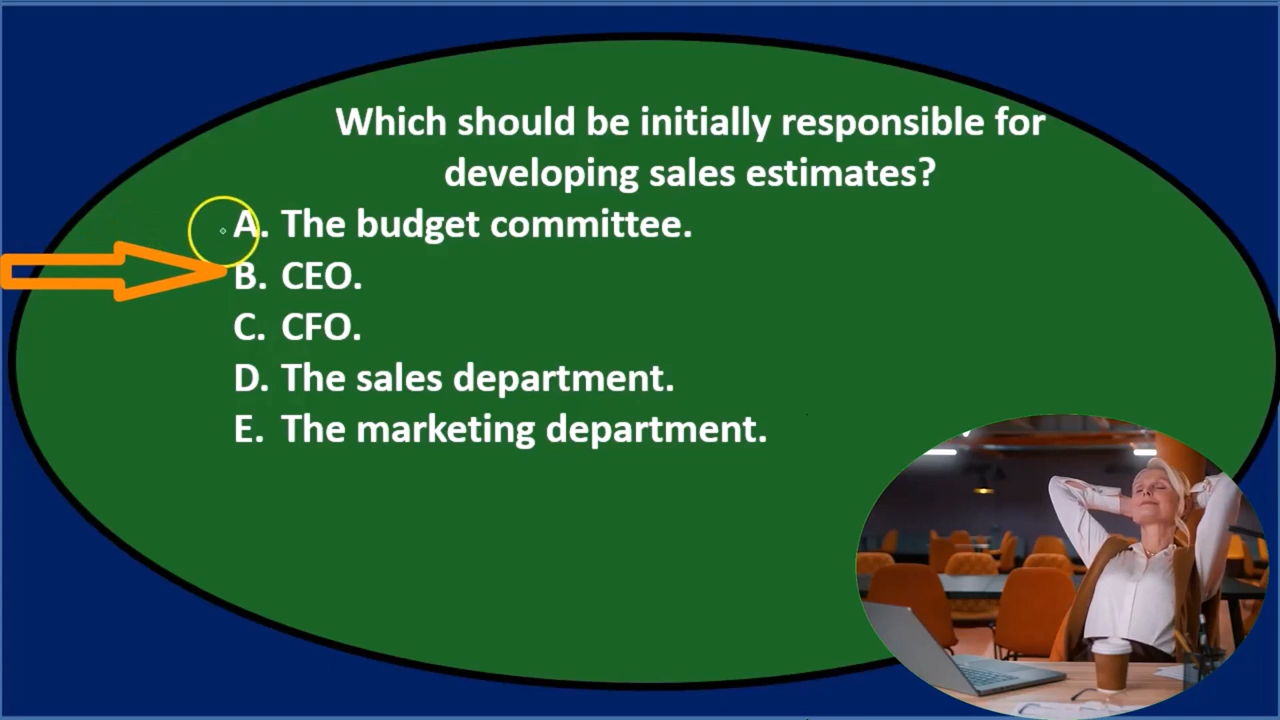 Which should be initially responsible for
developing sales estimates?
A. The budget committee.
B. CEO.
C. CFO.
D. The sales department.
E. The marketing department.